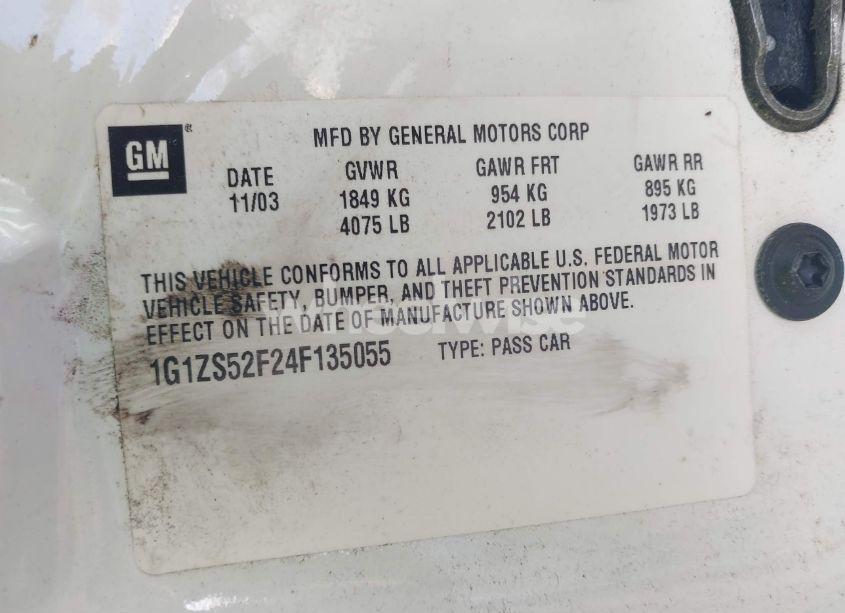 GM
MFD BY GENERAL MOTORS CORP
DATE GVWR GAWR FRT GAWR RR
11/03 1849 KG 954 KG 895 KG
4075 LB 2102 LB 1973 LB
THIS VEHICLE CONFORMS TO ALL APPLICABLE U.S. FEDERAL MOTOR
VEHICLE SAFETY, BUMPER, AND THEFT PREVENTION STANDARDS IN
EFFECT ON THE DATE OF MANUFACTURE SHOWN ABOVE.
1G1ZS52F24F135055 TYPE: PASS CAR